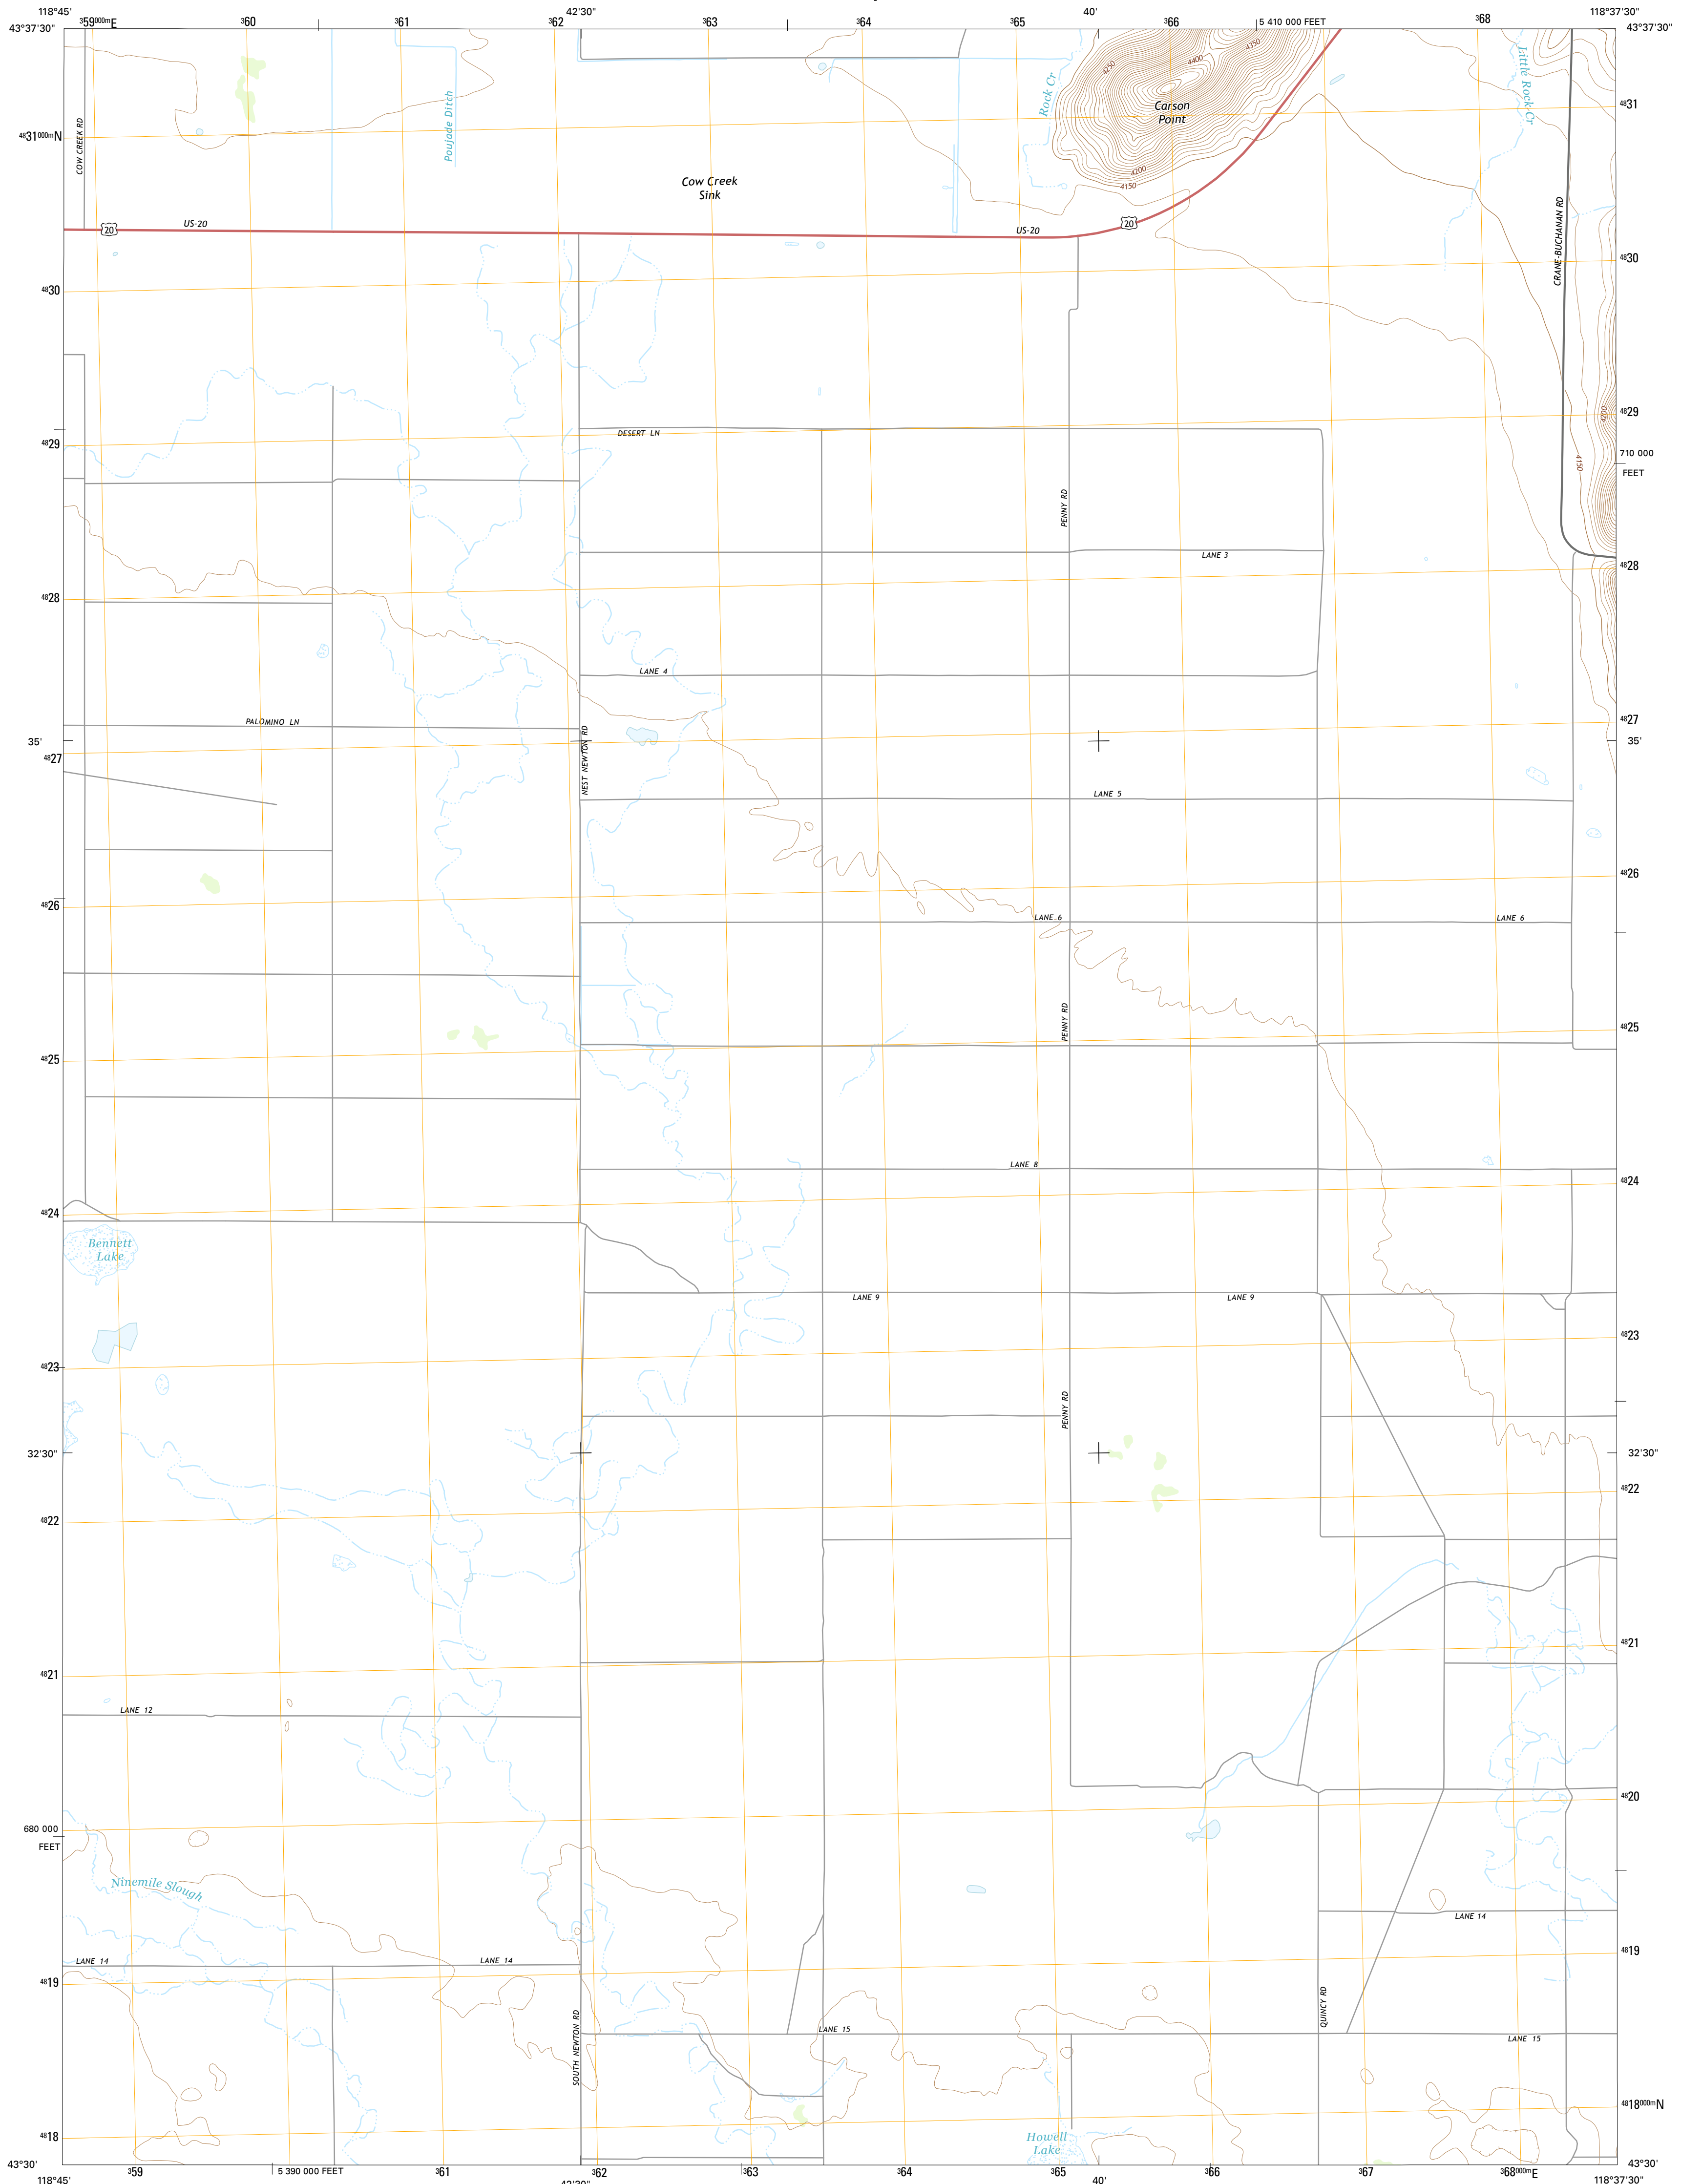 118°45'
³59⁰⁰⁰ᵐE
³60
³61
³62
42'30"
³63
³64
³65
40'
³66
5 410 000 FEET
³68
118°37'30"
43°37'30"
43°37'30"
4150
4400
4350
Rock Cr
Little Rock Cr
Carson
Point
⁴⁸31
⁴⁸31⁰⁰⁰ᵐN
COW CREEK RD
Poujade Ditch
4200
4150
Cow Creek
Sink
CRANE-BUCHANAN RD
20
US-20
US-20
20
⁴⁸30
⁴⁸30
⁴⁸29
4200
⁴⁸29
DESERT LN
710 000
FEET
4150
PENNY RD
LANE 3
⁴⁸28
⁴⁸28
LANE 4
PALOMINO LN
⁴⁸27
35'
NEST NEWTON RD
35'
⁴⁸27
LANE 5
⁴⁸26
⁴⁸26
LANE 6
LANE 6
PENNY RD
⁴⁸25
⁴⁸25
LANE 8
⁴⁸24
⁴⁸24
Bennett
Lake
LANE 9
LANE 9
⁴⁸23
⁴⁸23
PENNY RD
32'30"
32'30"
⁴⁸22
⁴⁸22
⁴⁸21
⁴⁸21
LANE 12
⁴⁸20
680 000
FEET
Ninemile Slough
LANE 14
⁴⁸19
LANE 14
LANE 14
⁴⁸19
QUINCY RD
SOUTH NEWTON RD
LANE 15
LANE 15
⁴⁸18⁰⁰⁰ᵐN
⁴⁸18
Howell
Lake
43°30'
43°30'
118°45'
³59
5 390 000 FEET
³61
³62
³63
³64
³65
40'
³66
³67
³68⁰⁰⁰ᵐE
118°37'30"